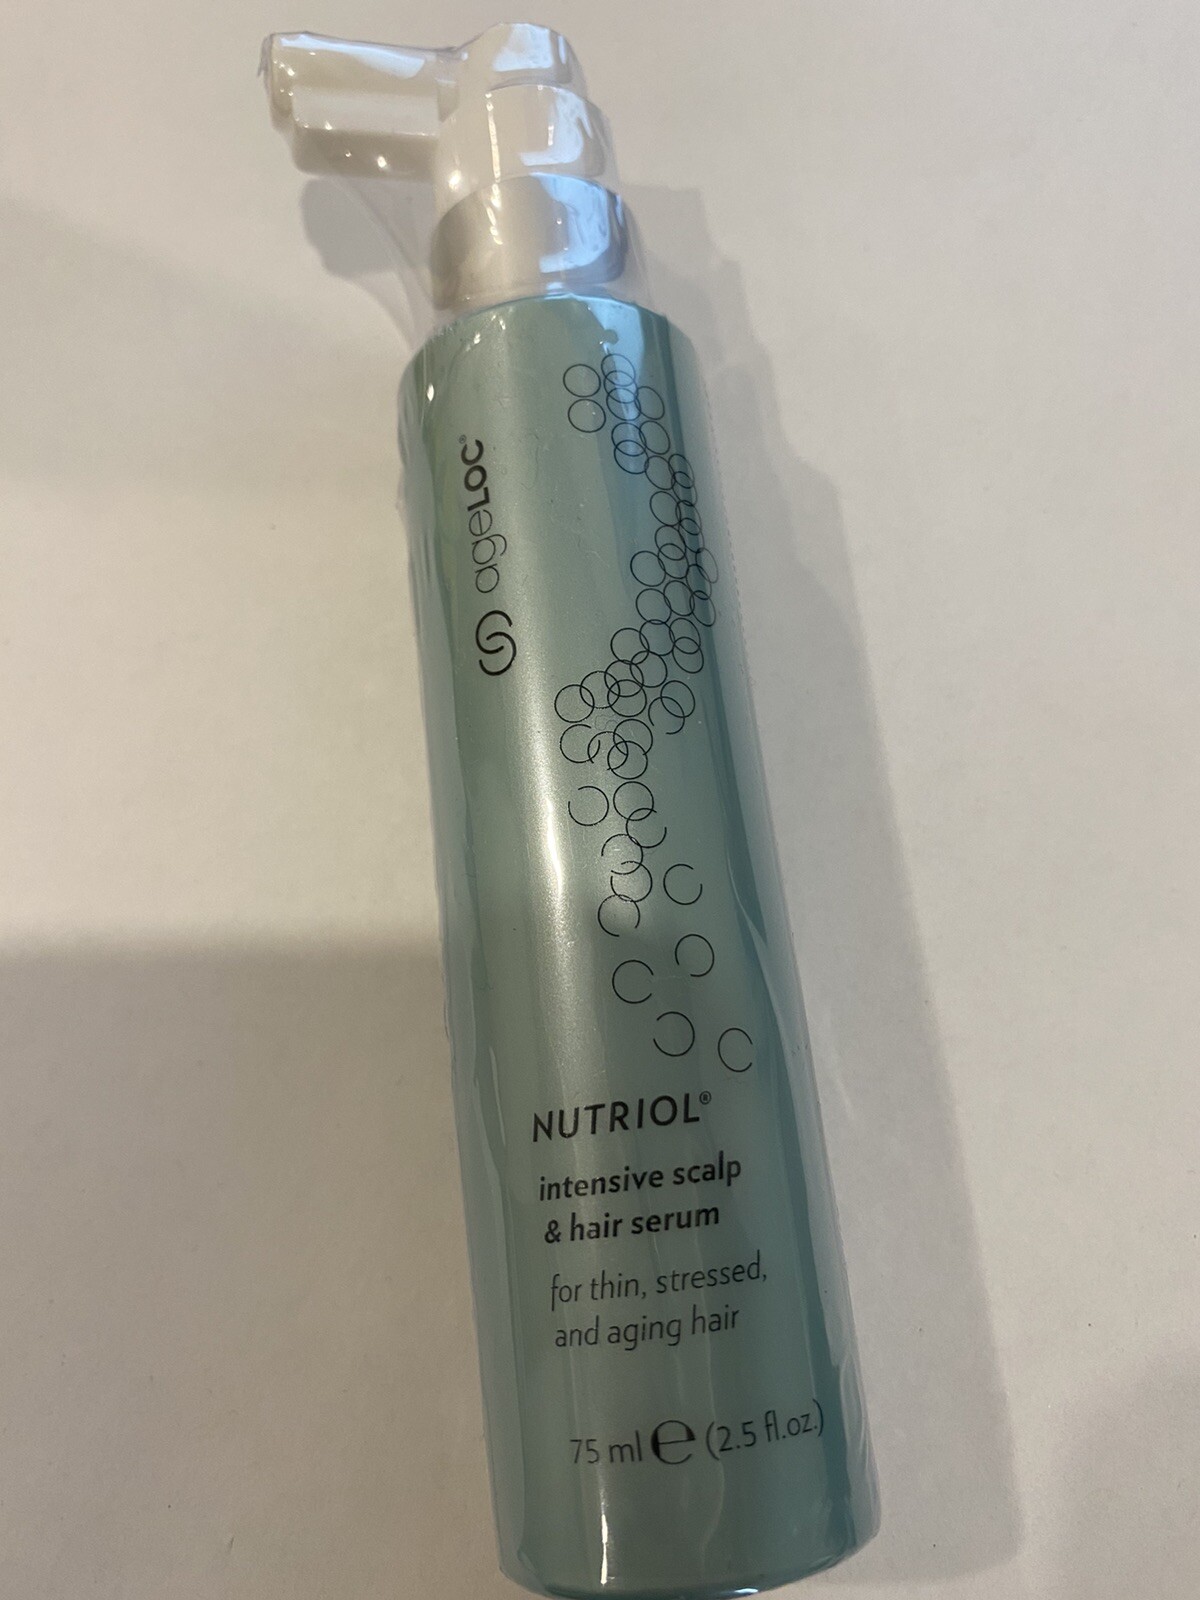 ageLOC®
NUTRIOL®
intensive scalp
& hair serum
for thin, stressed,
and aging hair
75 ml ℮ (2.5 fl.oz.)